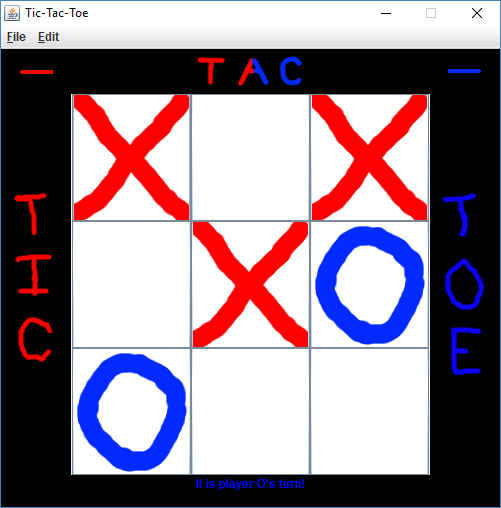 Tic-Tac-Toe
File Edit
TAC
TIC
TOE
X X
X O
O
It is player O's turn!